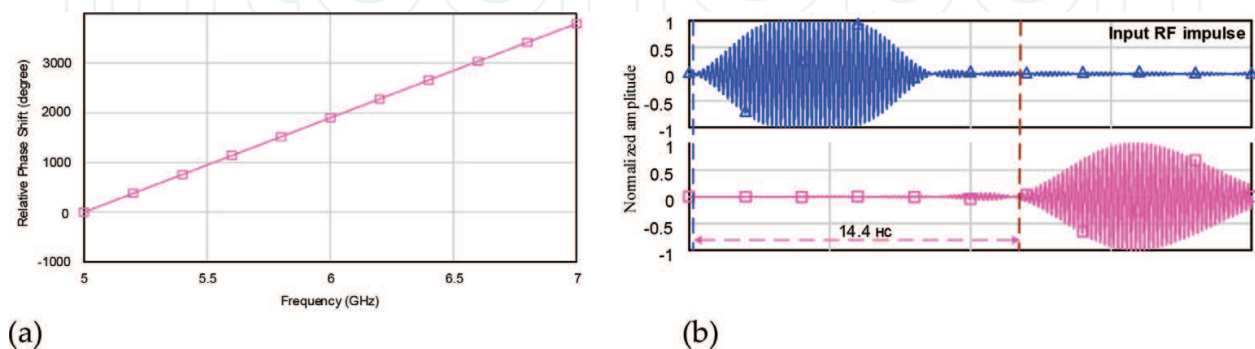 Relative Phase Shift (degree)
3000
2000
1000
0
-1000
5
5.5
6
6.5
7
Frequency (GHz)
(a)
Normalized amplitude
1
0.5
0
-0.5
-1
Input RF impulse
1
0.5
0
-0.5
-1
14.4 нс
(b)